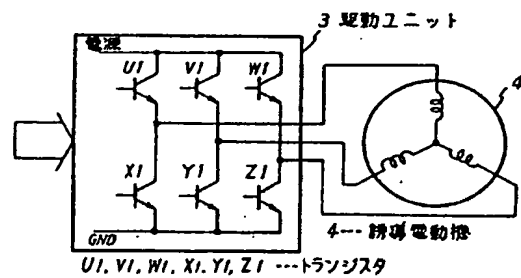 3 駆動ユニット
電源
U1 V1 W1
4
X1 Y1 Z1
GND
4--- 誘導電動機
U1, V1, W1, X1, Y1, Z1 ---トランジスタ